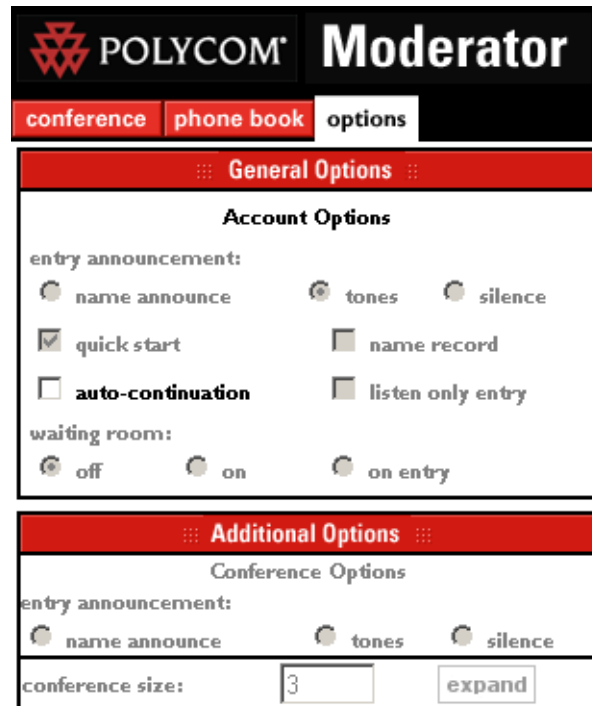 POLYCOM Moderator
conference phone book options
General Options
Account Options
entry announcement:
name announce tones silence
quick start name record
auto-continuation listen only entry
waiting room:
off on on entry
Additional Options
Conference Options
entry announcement:
name announce tones silence
conference size: 3 expand